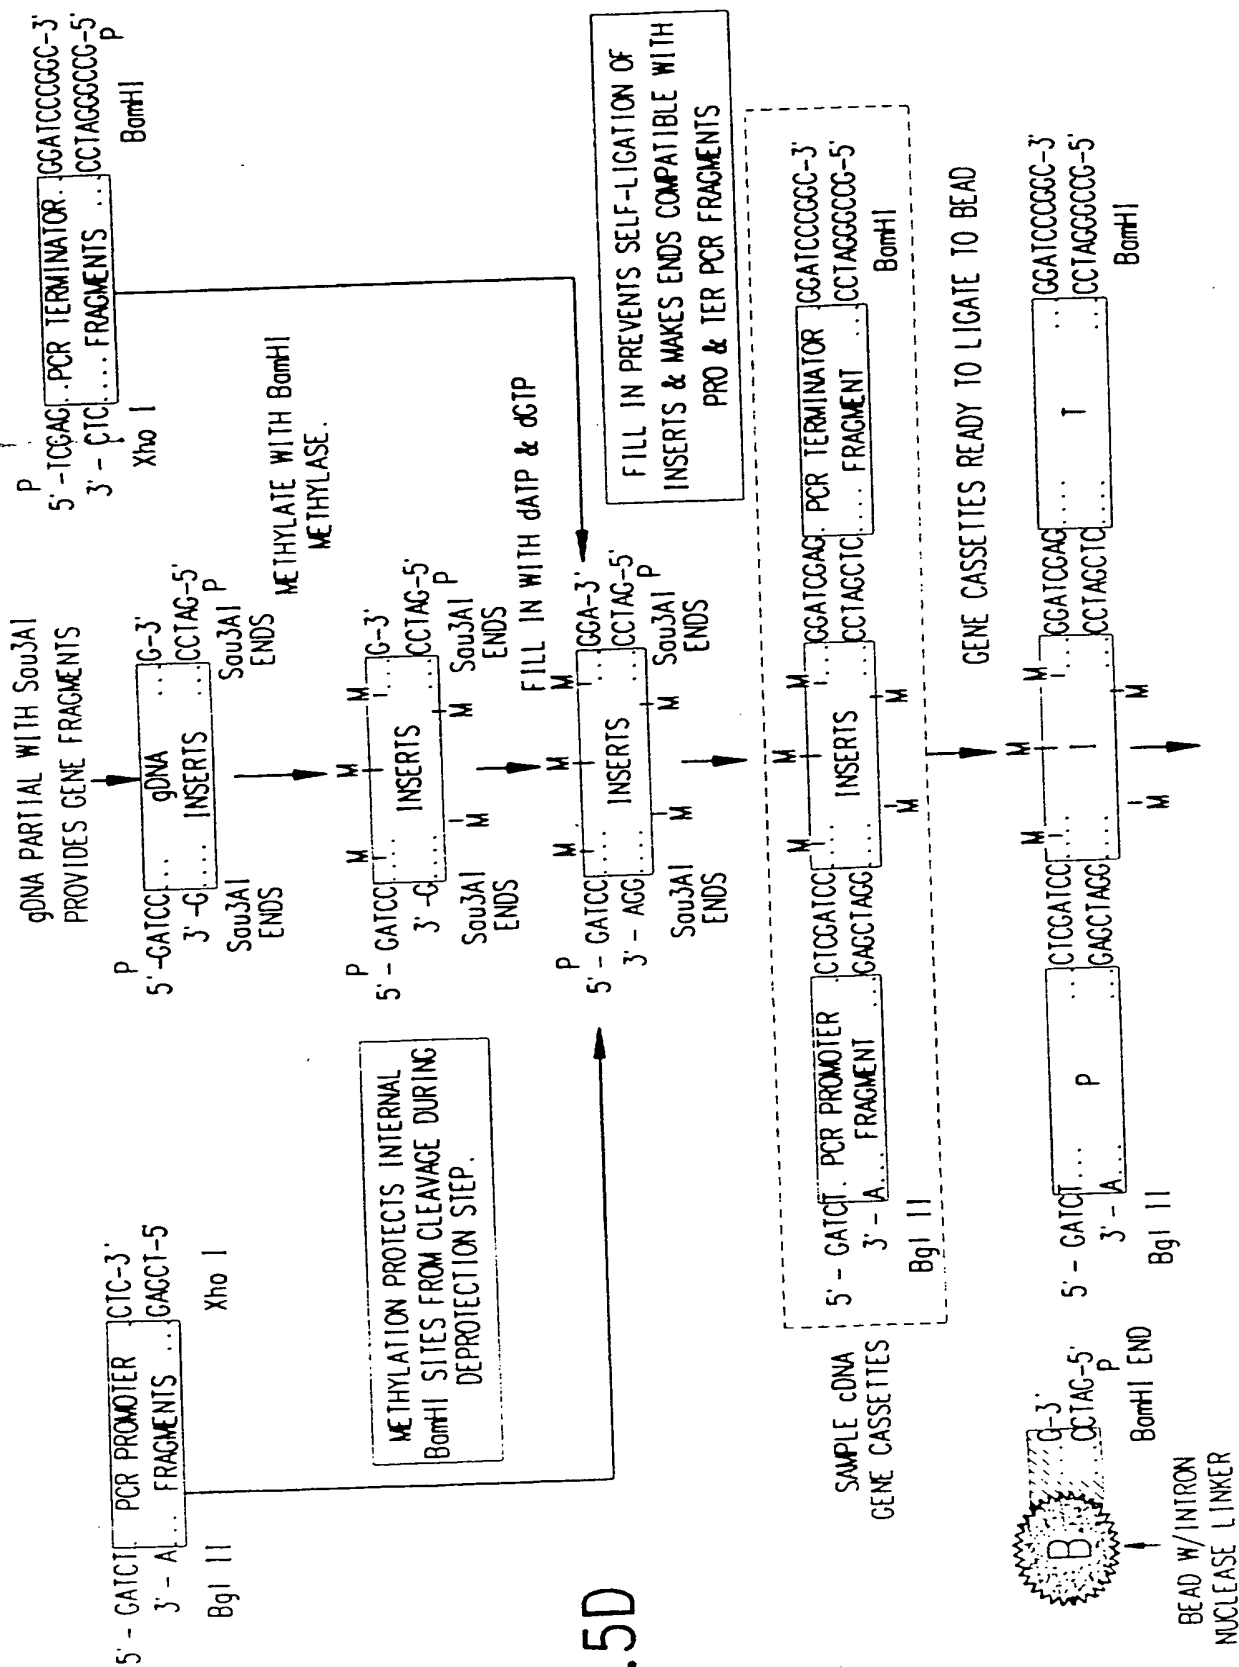 gDNA PARTIAL WITH Sau3AI
PROVIDES GENE FRAGMENTS
5' - GATCT. PCR PROMOTER .CTC-3'
3' - A... FRAGMENTS ...GAGCT-5
Bgl II
Xho I
P
5'-GATCC... gDNA ...G-3'
3'-G.... INSERTS ..CCTAG-5'
P
Sau3AI
ENDS
Sau3AI
ENDS
P
5' -TCGAG..PCR TERMINATOR..GGATCCCGGC-3'
3' - CTC.... FRAGMENTS ...CCTAGGGCCG-5'
P
Xho I
BamHI
METHYLATE WITH BamHI
METHYLASE.
METHYLATION PROTECTS INTERNAL
BamHI SITES FROM CLEAVAGE DURING
DEPROTECTION STEP.
M M M
P
5' - GATCC.... ...G-3'
INSERTS
3' -G.... ...CCTAG-5'
P
M M
Sau3AI
ENDS
Sau3AI
ENDS
FILL IN WITH dATP & dGTP
M M M
P
5' - GATCC.... ...GGA-3'
INSERTS
3' - AGG.... ...CCTAG-5'
P
M M
Sau3AI
ENDS
Sau3AI
ENDS
FILL IN PREVENTS SELF-LIGATION OF
INSERTS & MAKES ENDS COMPATIBLE WITH
PRO & TER PCR FRAGMENTS
.5D
SAMPLE cDNA
GENE CASSETTES
M M M
5' - GATCT. PCR PROMOTER .CTCGATCC.... INSERTS ...GGATCGAG. PCR TERMINATOR .GGATCCCGGC-3'
3' - A.... FRAGMENT ...GAGCTAGG.... ...CCTAGCTC.... FRAGMENT ..CCTAGGGCCG-5'
M M
Bgl II
BamHI
GENE CASSETTES READY TO LIGATE TO BEAD
M M M
B
G-3'
CCTAG-5'
P
BamHI END
5' - GATCT.... P ...CTCGATCC.... I ...GGATCGAG.... T ...GGATCCCGGC-3'
3' - A.... ...GAGCTAGG.... ...CCTAGCTC.... ...CCTAGGGCCG-5'
M M
Bgl II
BamHI
BEAD W/INTRON
NUCLEASE LINKER